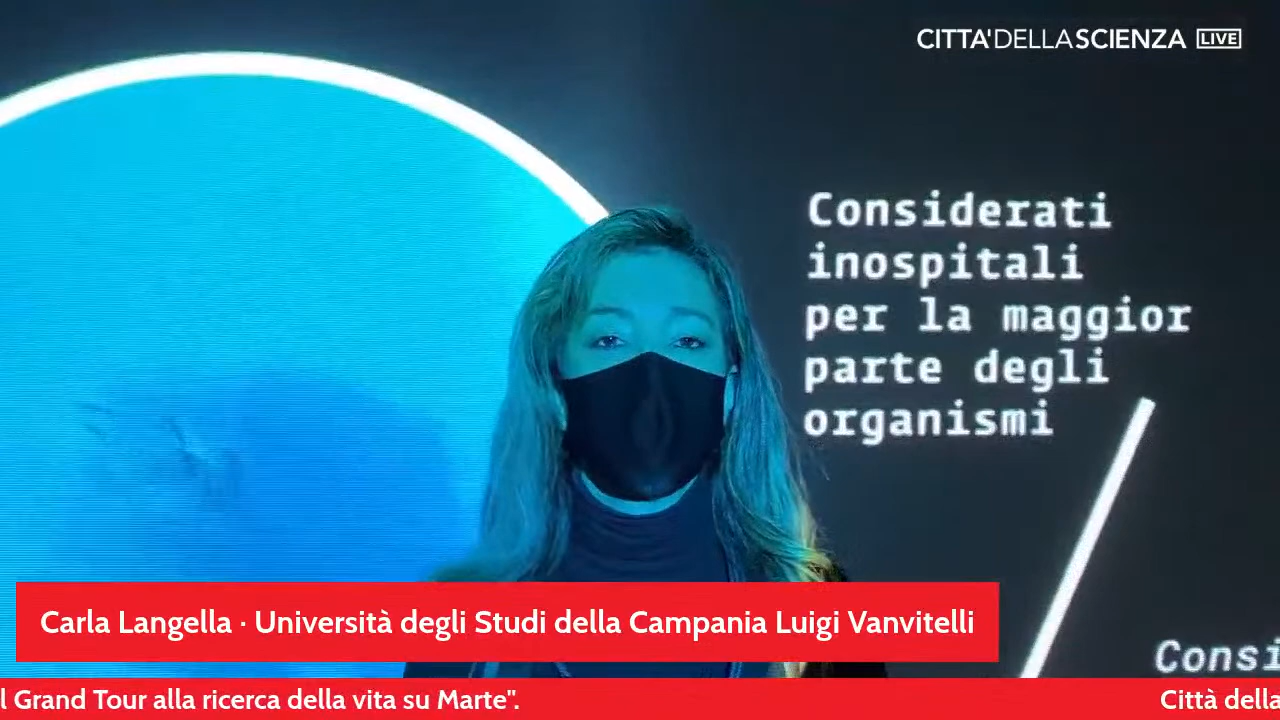 CITTA'DELLASCIENZA LIVE
Considerati
inospitali
per la maggior
parte degli
organismi
Consi
Carla Langella · Università degli Studi della Campania Luigi Vanvitelli
l Grand Tour alla ricerca della vita su Marte". Città della